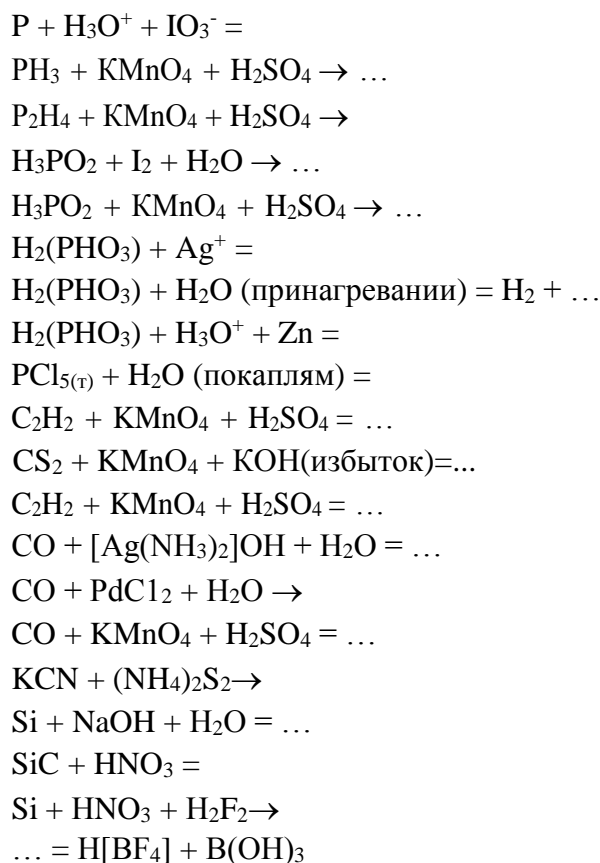 P + H₃O⁺ + IO₃⁻ =
PH₃ + KMnO₄ + H₂SO₄ → …
P₂H₄ + KMnO₄ + H₂SO₄ →
H₃PO₂ + I₂ + H₂O → …
H₃PO₂ + KMnO₄ + H₂SO₄ → …
H₂(PHO₃) + Ag⁺ =
H₂(PHO₃) + H₂O (принагревании) = H₂ + …
H₂(PHO₃) + H₃O⁺ + Zn =
PCl₅₍т₎ + H₂O (покаплям) =
C₂H₂ + KMnO₄ + H₂SO₄ = …
CS₂ + KMnO₄ + КОН(избыток)=...
C₂H₂ + KMnO₄ + H₂SO₄ = …
CO + [Ag(NH₃)₂]OH + H₂O = …
CO + PdC1₂ + H₂O →
CO + KMnO₄ + H₂SO₄ = …
KCN + (NH₄)₂S₂→
Si + NaOH + H₂O = …
SiC + HNO₃ =
Si + HNO₃ + H₂F₂→
… = H[BF₄] + B(OH)₃